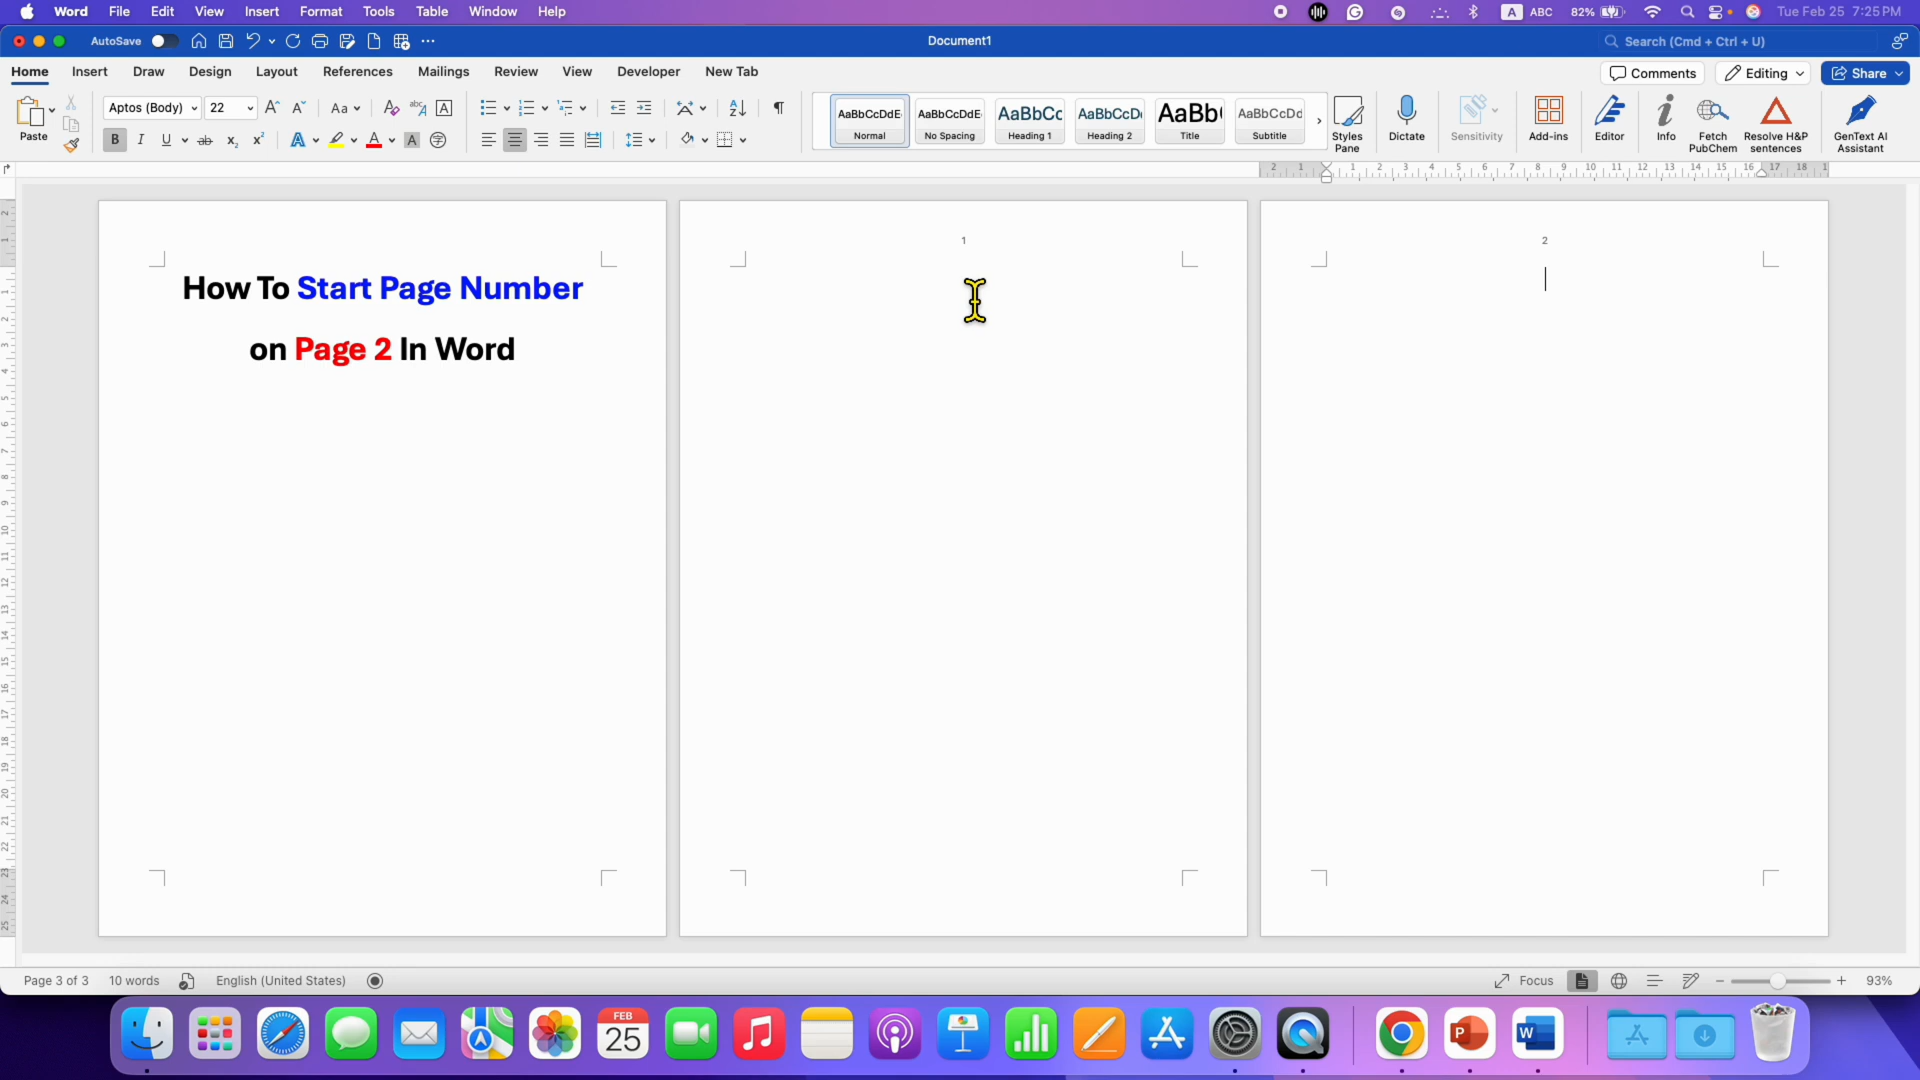 Word File Edit View Insert Format Tools Table Window Help
A ABC 82% Tue Feb 25 7:25 PM
AutoSave
Document1
Search (Cmd + Ctrl + U)
Home Insert Draw Design Layout References Mailings Review View Developer New Tab
Comments Editing Share
Paste
Aptos (Body) 22
AaBbCcDdE Normal
AaBbCcDdE No Spacing
AaBbCc Heading 1
AaBbCcD Heading 2
AaBb Title
AaBbCcDd Subtitle
Styles Pane
Dictate
Sensitivity
Add-ins
Editor
Info
Fetch PubChem
Resolve H&P sentences
GenText AI Assistant
1
2
How To Start Page Number
on Page 2 In Word
Page 3 of 3 10 words English (United States)
Focus 93%
FEB
25